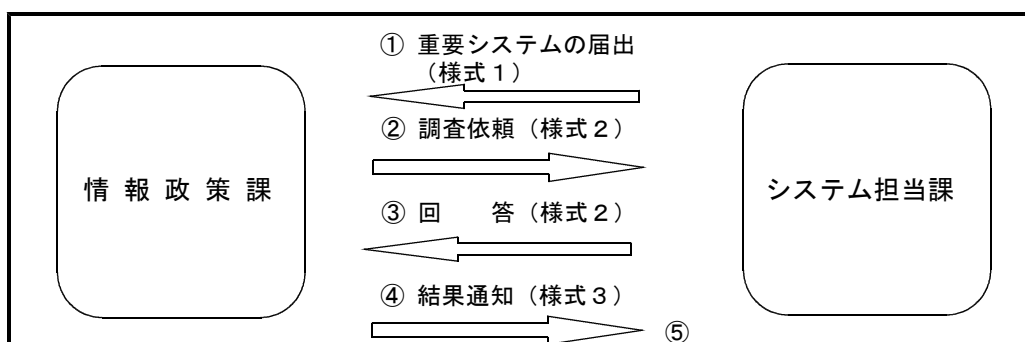 ① 重要システムの届出
(様式1)
② 調査依頼(様式2)
情 報 政 策 課
システム担当課
③ 回　　答(様式2)
④ 結果通知(様式3)
⑤